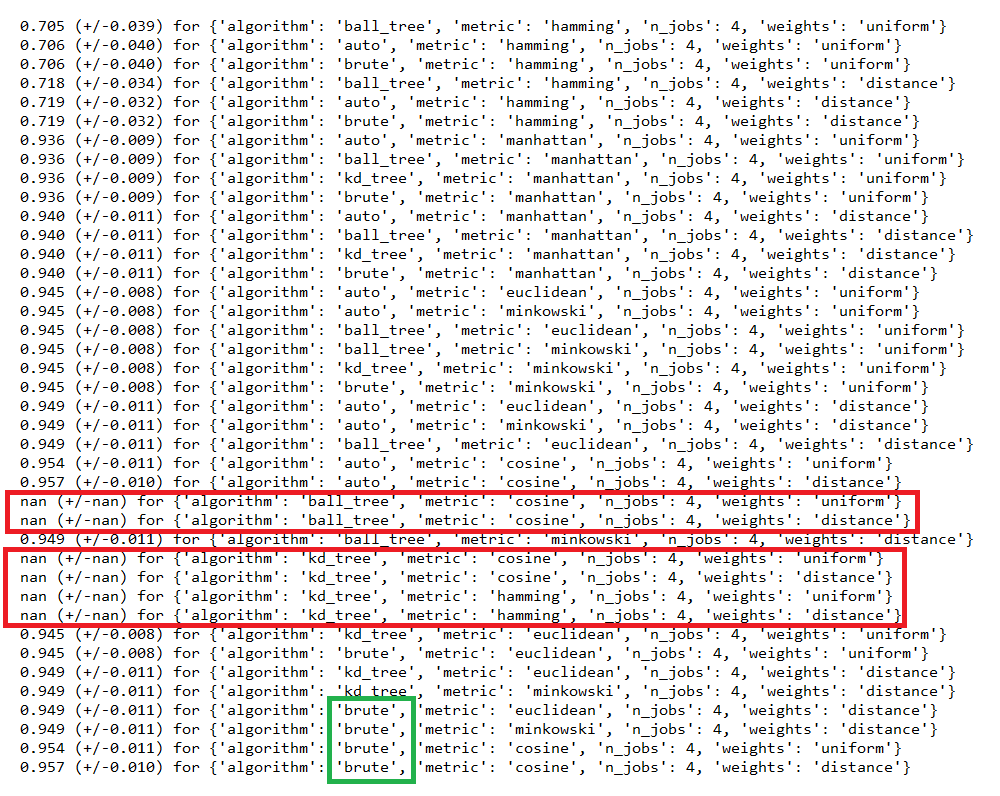 0.705 (+/-0.039) for {'algorithm': 'ball_tree', 'metric': 'hamming', 'n_jobs': 4, 'weights': 'uniform'}
0.706 (+/-0.040) for {'algorithm': 'auto', 'metric': 'hamming', 'n_jobs': 4, 'weights': 'uniform'}
0.706 (+/-0.040) for {'algorithm': 'brute', 'metric': 'hamming', 'n_jobs': 4, 'weights': 'uniform'}
0.718 (+/-0.034) for {'algorithm': 'ball_tree', 'metric': 'hamming', 'n_jobs': 4, 'weights': 'distance'}
0.719 (+/-0.032) for {'algorithm': 'auto', 'metric': 'hamming', 'n_jobs': 4, 'weights': 'distance'}
0.719 (+/-0.032) for {'algorithm': 'brute', 'metric': 'hamming', 'n_jobs': 4, 'weights': 'distance'}
0.936 (+/-0.009) for {'algorithm': 'auto', 'metric': 'manhattan', 'n_jobs': 4, 'weights': 'uniform'}
0.936 (+/-0.009) for {'algorithm': 'ball_tree', 'metric': 'manhattan', 'n_jobs': 4, 'weights': 'uniform'}
0.936 (+/-0.009) for {'algorithm': 'kd_tree', 'metric': 'manhattan', 'n_jobs': 4, 'weights': 'uniform'}
0.936 (+/-0.009) for {'algorithm': 'brute', 'metric': 'manhattan', 'n_jobs': 4, 'weights': 'uniform'}
0.940 (+/-0.011) for {'algorithm': 'auto', 'metric': 'manhattan', 'n_jobs': 4, 'weights': 'distance'}
0.940 (+/-0.011) for {'algorithm': 'ball_tree', 'metric': 'manhattan', 'n_jobs': 4, 'weights': 'distance'}
0.940 (+/-0.011) for {'algorithm': 'kd_tree', 'metric': 'manhattan', 'n_jobs': 4, 'weights': 'distance'}
0.940 (+/-0.011) for {'algorithm': 'brute', 'metric': 'manhattan', 'n_jobs': 4, 'weights': 'distance'}
0.945 (+/-0.008) for {'algorithm': 'auto', 'metric': 'euclidean', 'n_jobs': 4, 'weights': 'uniform'}
0.945 (+/-0.008) for {'algorithm': 'auto', 'metric': 'minkowski', 'n_jobs': 4, 'weights': 'uniform'}
0.945 (+/-0.008) for {'algorithm': 'ball_tree', 'metric': 'euclidean', 'n_jobs': 4, 'weights': 'uniform'}
0.945 (+/-0.008) for {'algorithm': 'ball_tree', 'metric': 'minkowski', 'n_jobs': 4, 'weights': 'uniform'}
0.945 (+/-0.008) for {'algorithm': 'kd_tree', 'metric': 'minkowski', 'n_jobs': 4, 'weights': 'uniform'}
0.945 (+/-0.008) for {'algorithm': 'brute', 'metric': 'minkowski', 'n_jobs': 4, 'weights': 'uniform'}
0.949 (+/-0.011) for {'algorithm': 'auto', 'metric': 'euclidean', 'n_jobs': 4, 'weights': 'distance'}
0.949 (+/-0.011) for {'algorithm': 'auto', 'metric': 'minkowski', 'n_jobs': 4, 'weights': 'distance'}
0.949 (+/-0.011) for {'algorithm': 'ball_tree', 'metric': 'euclidean', 'n_jobs': 4, 'weights': 'distance'}
0.954 (+/-0.011) for {'algorithm': 'auto', 'metric': 'cosine', 'n_jobs': 4, 'weights': 'uniform'}
0.957 (+/-0.010) for {'algorithm': 'auto', 'metric': 'cosine', 'n_jobs': 4, 'weights': 'distance'}
nan (+/-nan) for {'algorithm': 'ball_tree', 'metric': 'cosine', 'n_jobs': 4, 'weights': 'uniform'}
nan (+/-nan) for {'algorithm': 'ball_tree', 'metric': 'cosine', 'n_jobs': 4, 'weights': 'distance'}
0.949 (+/-0.011) for {'algorithm': 'ball_tree', 'metric': 'minkowski', 'n_jobs': 4, 'weights': 'distance'}
nan (+/-nan) for {'algorithm': 'kd_tree', 'metric': 'cosine', 'n_jobs': 4, 'weights': 'uniform'}
nan (+/-nan) for {'algorithm': 'kd_tree', 'metric': 'cosine', 'n_jobs': 4, 'weights': 'distance'}
nan (+/-nan) for {'algorithm': 'kd_tree', 'metric': 'hamming', 'n_jobs': 4, 'weights': 'uniform'}
nan (+/-nan) for {'algorithm': 'kd_tree', 'metric': 'hamming', 'n_jobs': 4, 'weights': 'distance'}
0.945 (+/-0.008) for {'algorithm': 'kd_tree', 'metric': 'euclidean', 'n_jobs': 4, 'weights': 'uniform'}
0.945 (+/-0.008) for {'algorithm': 'brute', 'metric': 'euclidean', 'n_jobs': 4, 'weights': 'uniform'}
0.949 (+/-0.011) for {'algorithm': 'kd_tree', 'metric': 'euclidean', 'n_jobs': 4, 'weights': 'distance'}
0.949 (+/-0.011) for {'algorithm': 'kd_tree', 'metric': 'minkowski', 'n_jobs': 4, 'weights': 'distance'}
0.949 (+/-0.011) for {'algorithm': 'brute', 'metric': 'euclidean', 'n_jobs': 4, 'weights': 'distance'}
0.949 (+/-0.011) for {'algorithm': 'brute', 'metric': 'minkowski', 'n_jobs': 4, 'weights': 'distance'}
0.954 (+/-0.011) for {'algorithm': 'brute', 'metric': 'cosine', 'n_jobs': 4, 'weights': 'uniform'}
0.957 (+/-0.010) for {'algorithm': 'brute', 'metric': 'cosine', 'n_jobs': 4, 'weights': 'distance'}